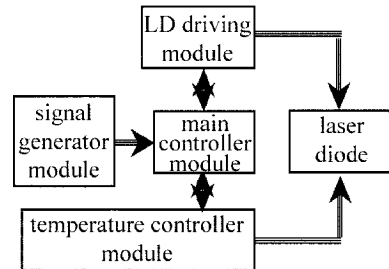 LD driving
module
signal
generator
module
main
controller
module
laser
diode
temperature controller
module